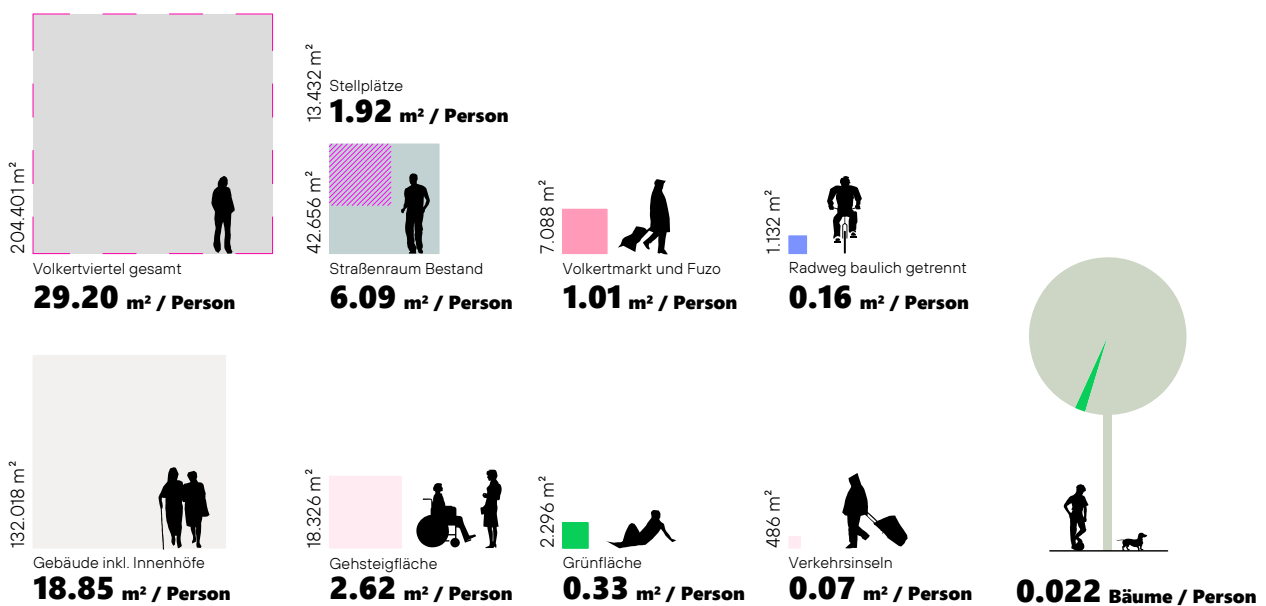 204.401 m²
Volkertviertel gesamt
29.20 m² / Person
13.432 m²
Stellplätze
1.92 m² / Person
42.656 m²
Straßenraum Bestand
6.09 m² / Person
7.088 m²
Volkertmarkt und Fuzo
1.01 m² / Person
1.132 m²
Radweg baulich getrennt
0.16 m² / Person
132.018 m²
Gebäude inkl. Innenhöfe
18.85 m² / Person
18.326 m²
Gehsteigfläche
2.62 m² / Person
2.296 m²
Grünfläche
0.33 m² / Person
486 m²
Verkehrsinseln
0.07 m² / Person
0.022 Bäume / Person